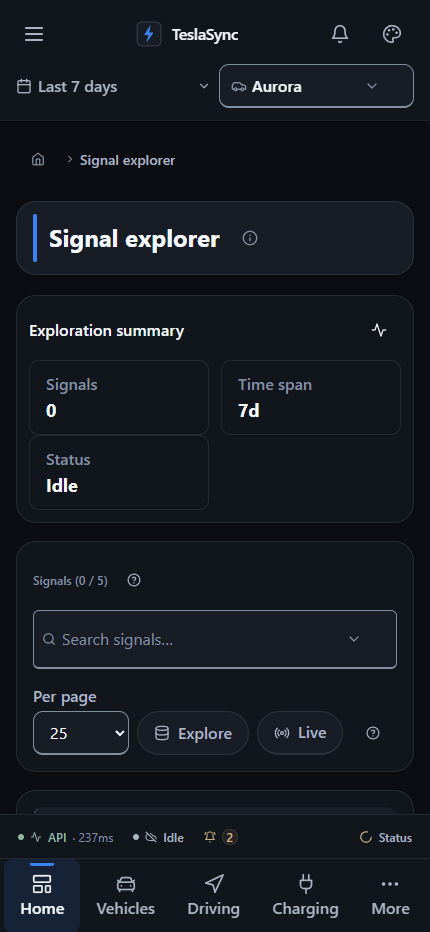 TeslaSync
Last 7 days
Aurora
Signal explorer
Signal explorer
Exploration summary
Signals
Time span
0
7d
Status
Idle
Signals (0 / 5)
Search signals...
Per page
25
Explore
Live
API · 237ms
Idle
2
Status
Home
Vehicles
Driving
Charging
More